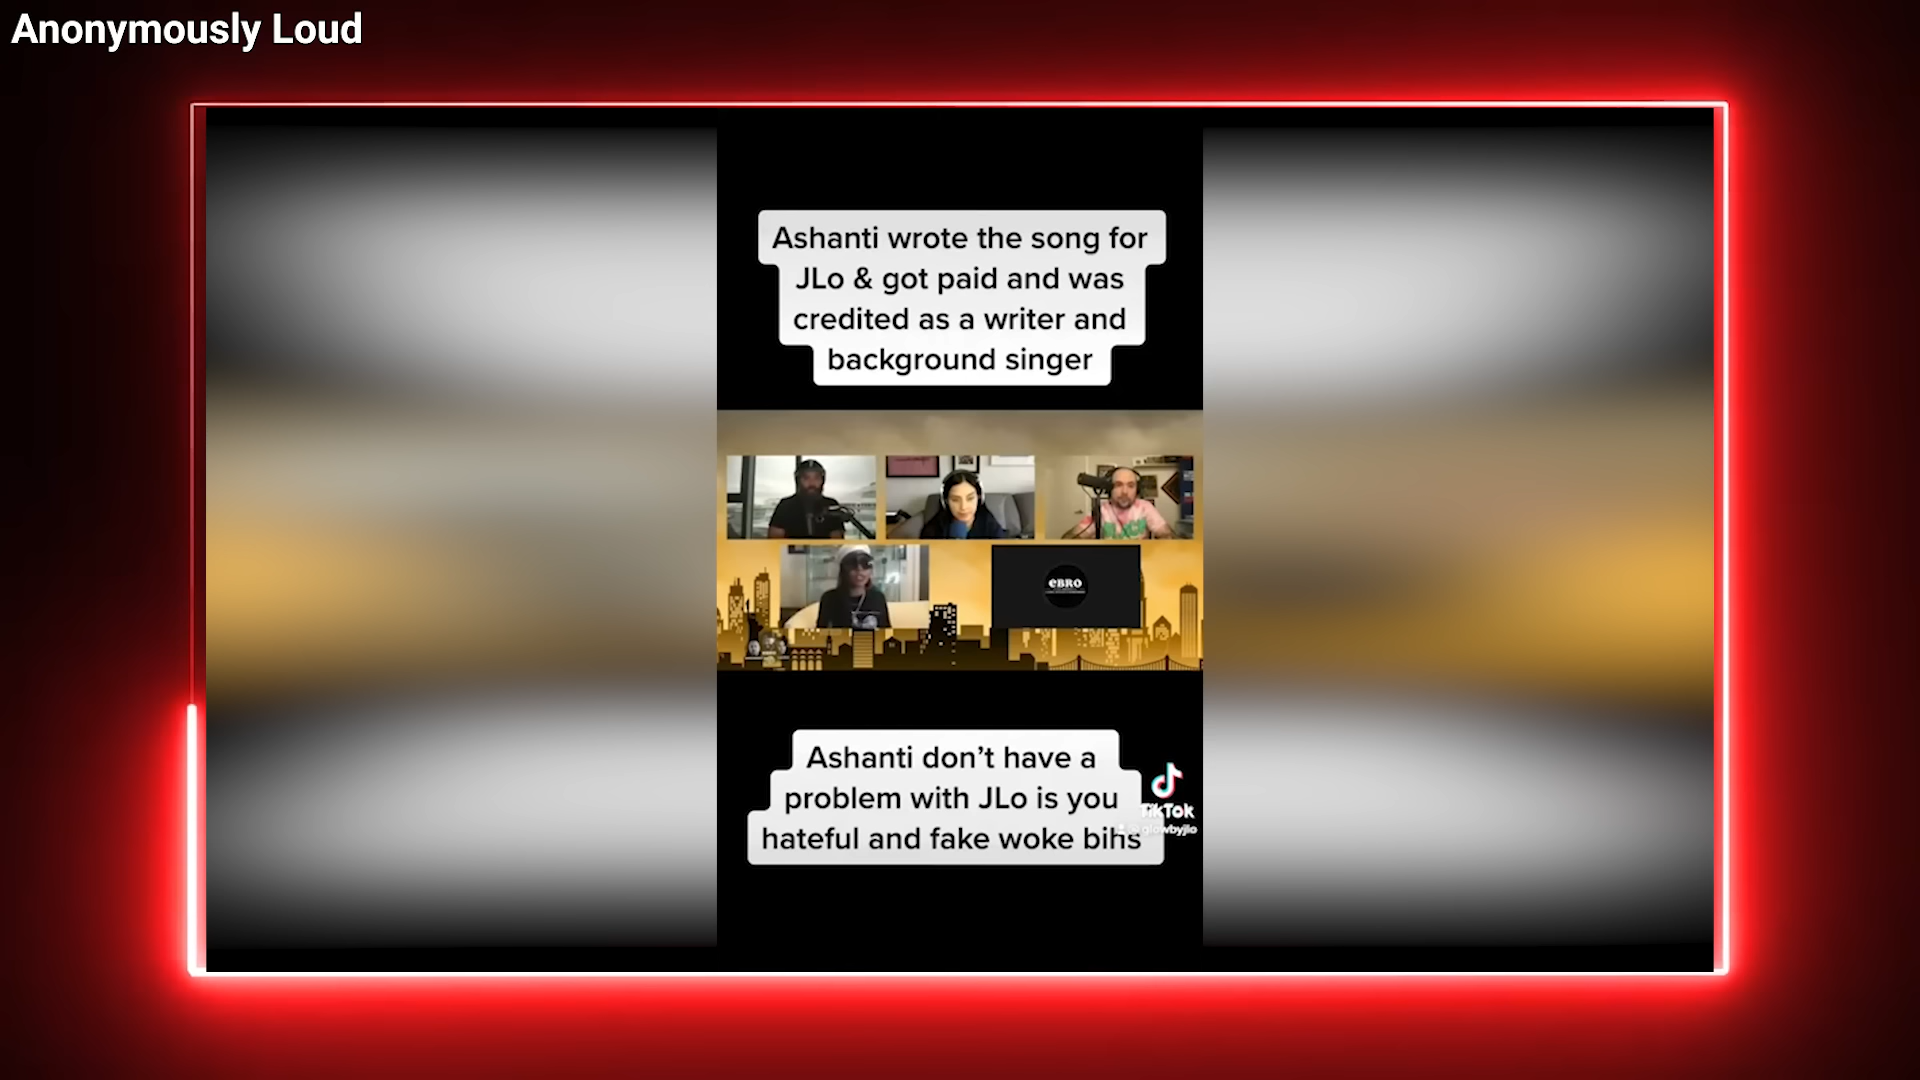 Anonymously Loud
Ashanti wrote the song for
JLo & got paid and was
credited as a writer and
background singer
eBRO
Ashanti don't have a
problem with JLo is you
hateful and fake woke bihs
TikTok
glowbyjlo